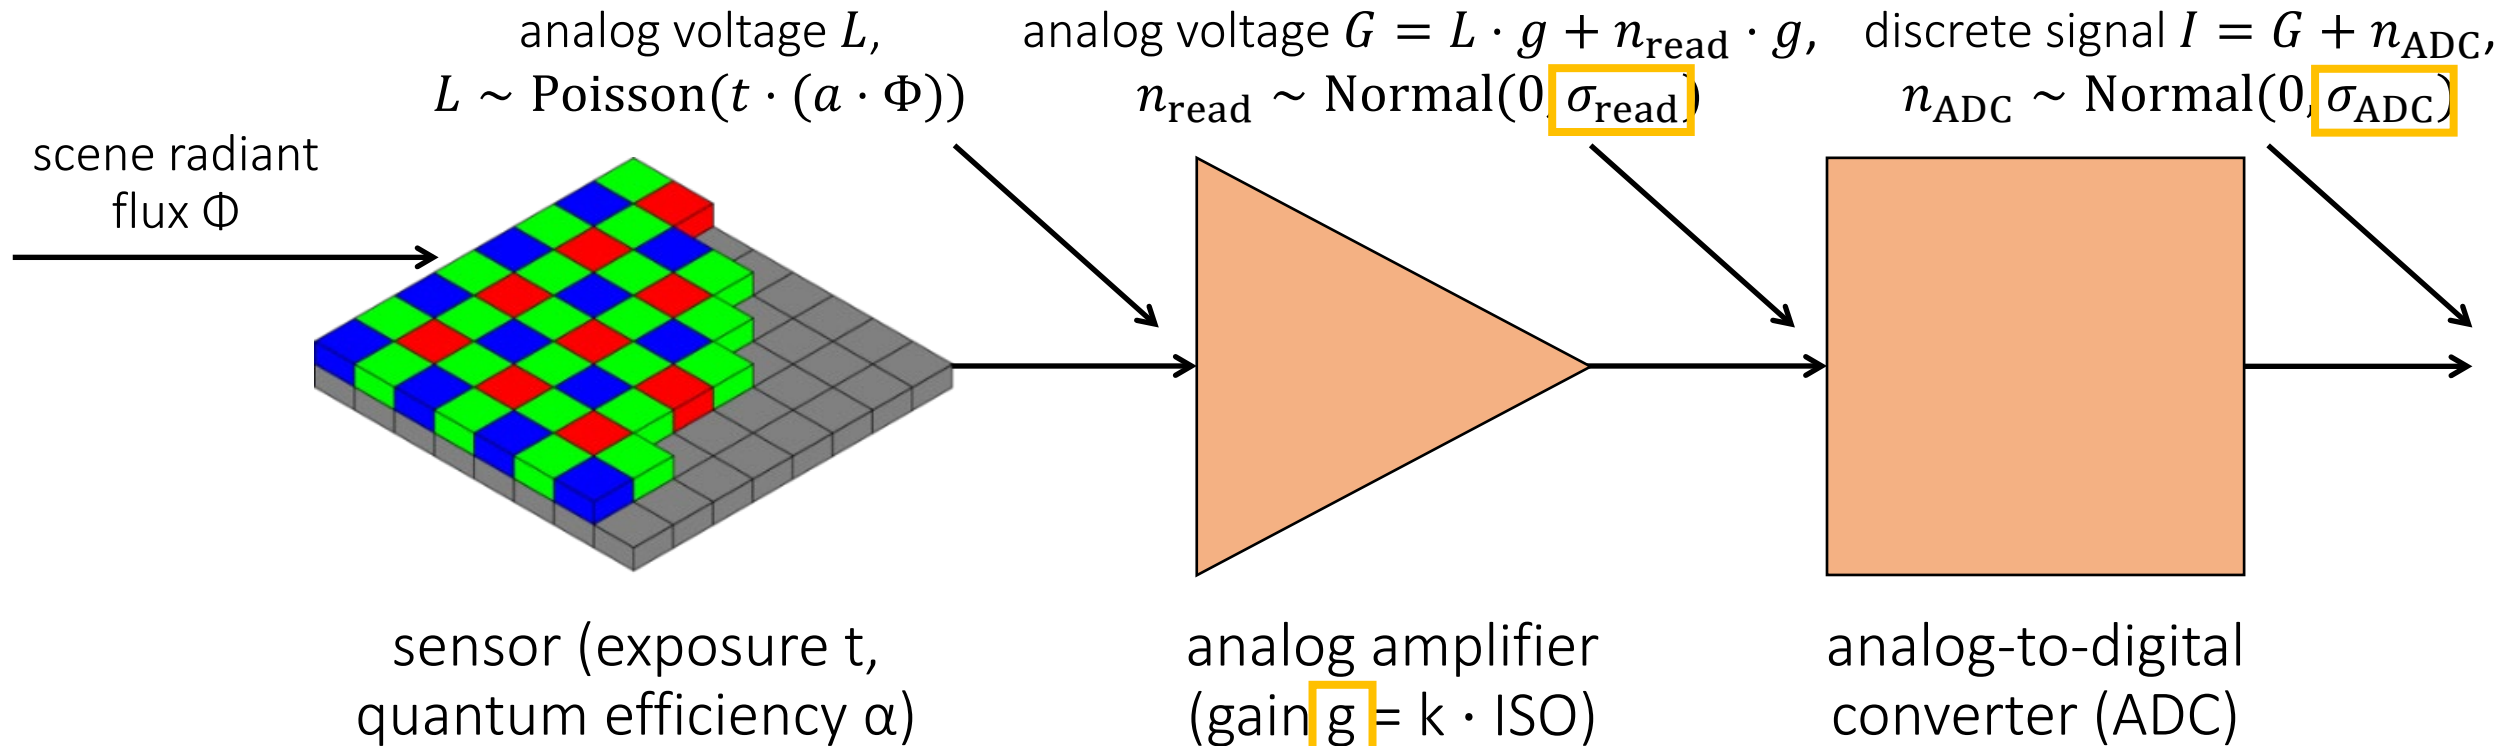 analog voltage L,
L ~ Poisson(t · (a · Φ))
analog voltage G = L · g + n_read · g,
n_read ~ Normal(0, σ_read)
discrete signal I = G + n_ADC,
n_ADC ~ Normal(0, σ_ADC)
scene radiant
flux Φ
sensor (exposure t,
quantum efficiency α)
analog amplifier
(gain g = k · ISO)
analog-to-digital
converter (ADC)